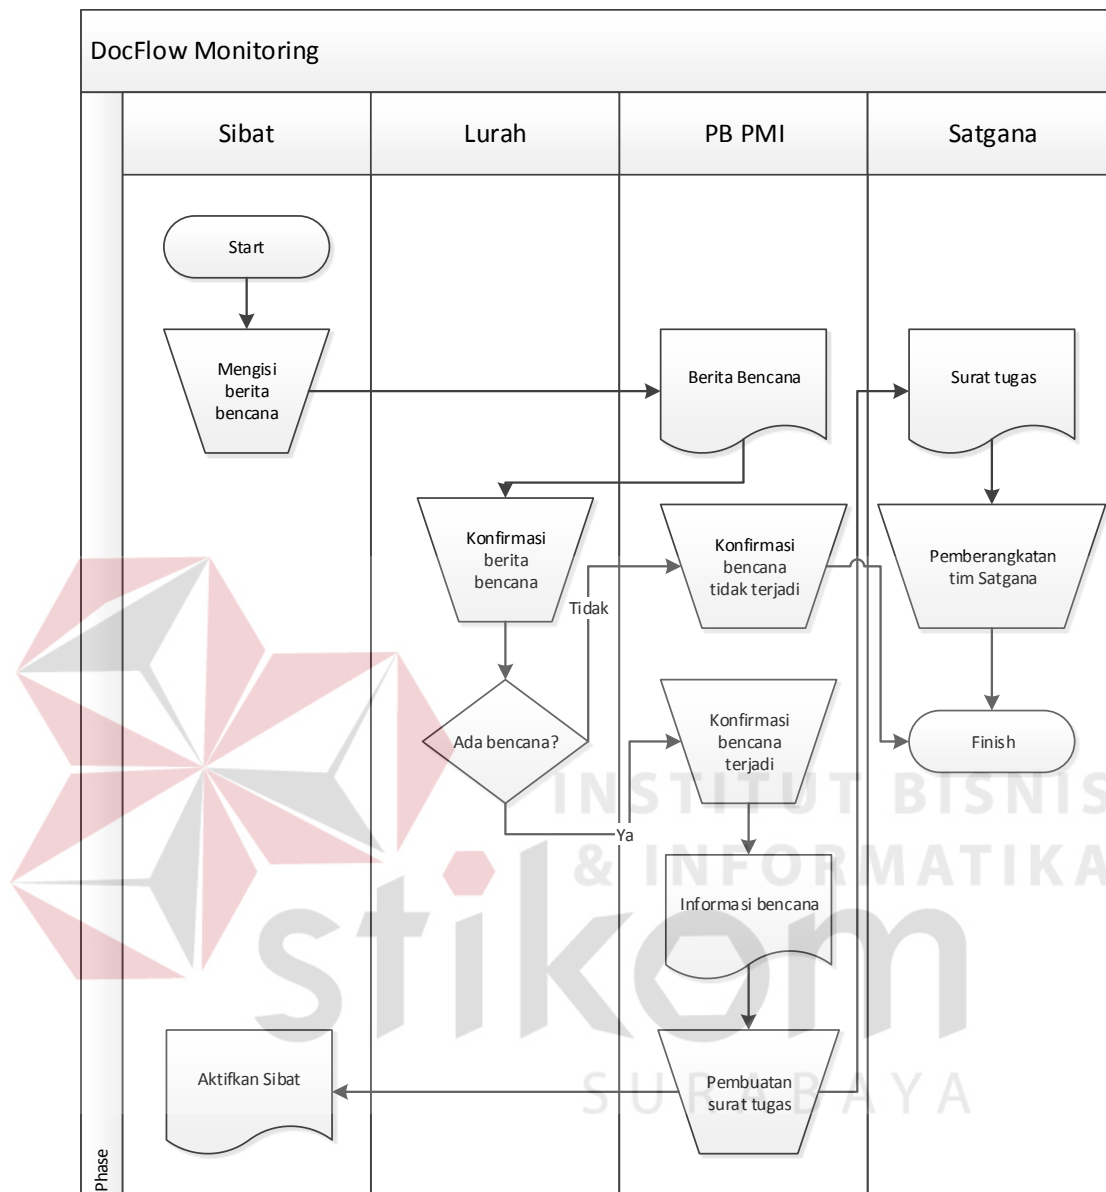 DocFlow Monitoring
Sibat
Lurah
PB PMI
Satgana
Start
Mengisi
berita
bencana
Berita Bencana
Surat tugas
Konfirmasi
berita
bencana
Konfirmasi
bencana
tidak terjadi
Pemberangkatan
tim Satgana
Tidak
Ada bencana?
Konfirmasi
bencana
terjadi
Finish
Ya
INSTITUT BISNIS
& INFORMATIKA
Informasi bencana
stikom
Aktifkan Sibat
Pembuatan
surat tugas
SURABAYA
Phase